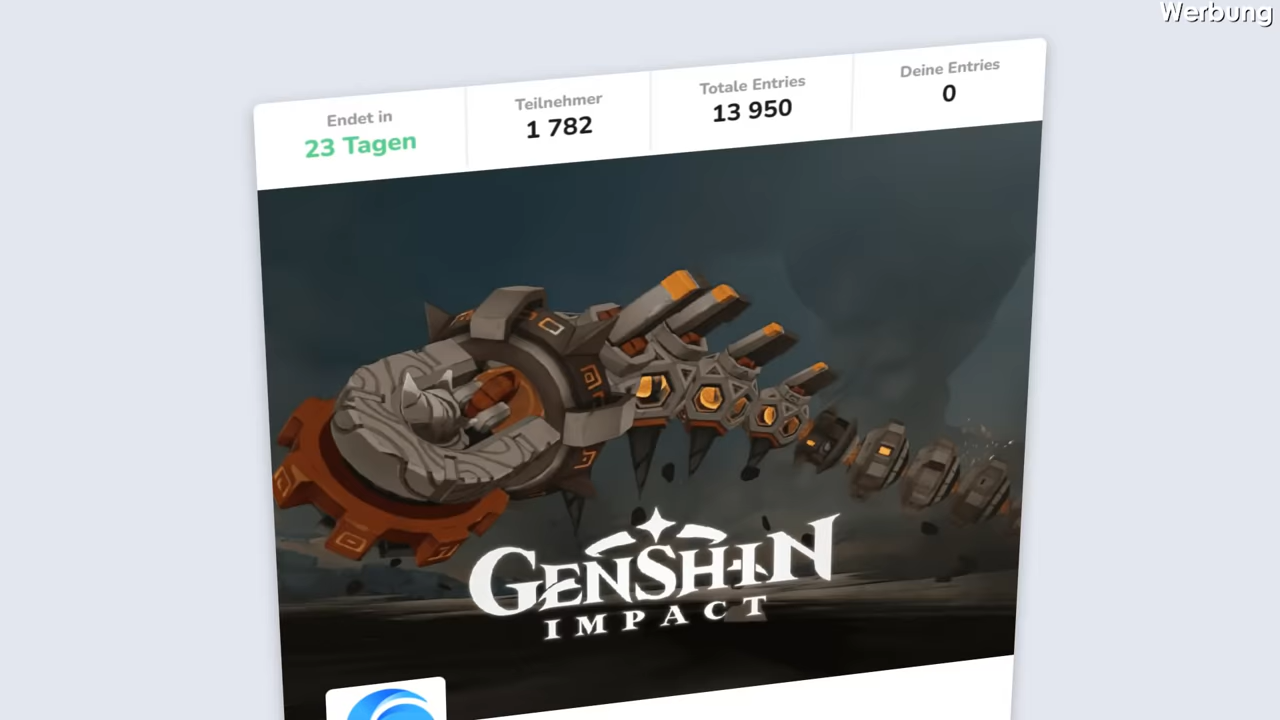 Werbung
Endet in
23 Tagen
Teilnehmer
1 782
Totale Entries
13 950
Deine Entries
0
GENSHIN
IMPACT